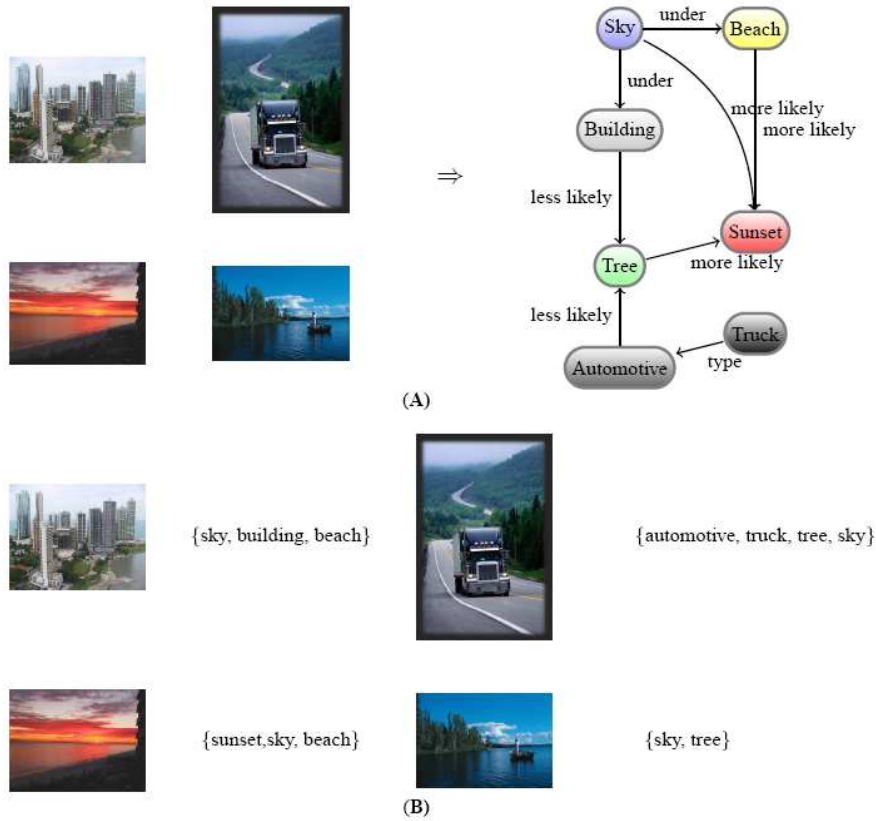 Sky
under
Beach
under
more likely
more likely
Building
less likely
Sunset
Tree
more likely
less likely
Truck
type
Automotive
⇒
(A)
{sky, building, beach}
{automotive, truck, tree, sky}
{sunset,sky, beach}
{sky, tree}
(B)